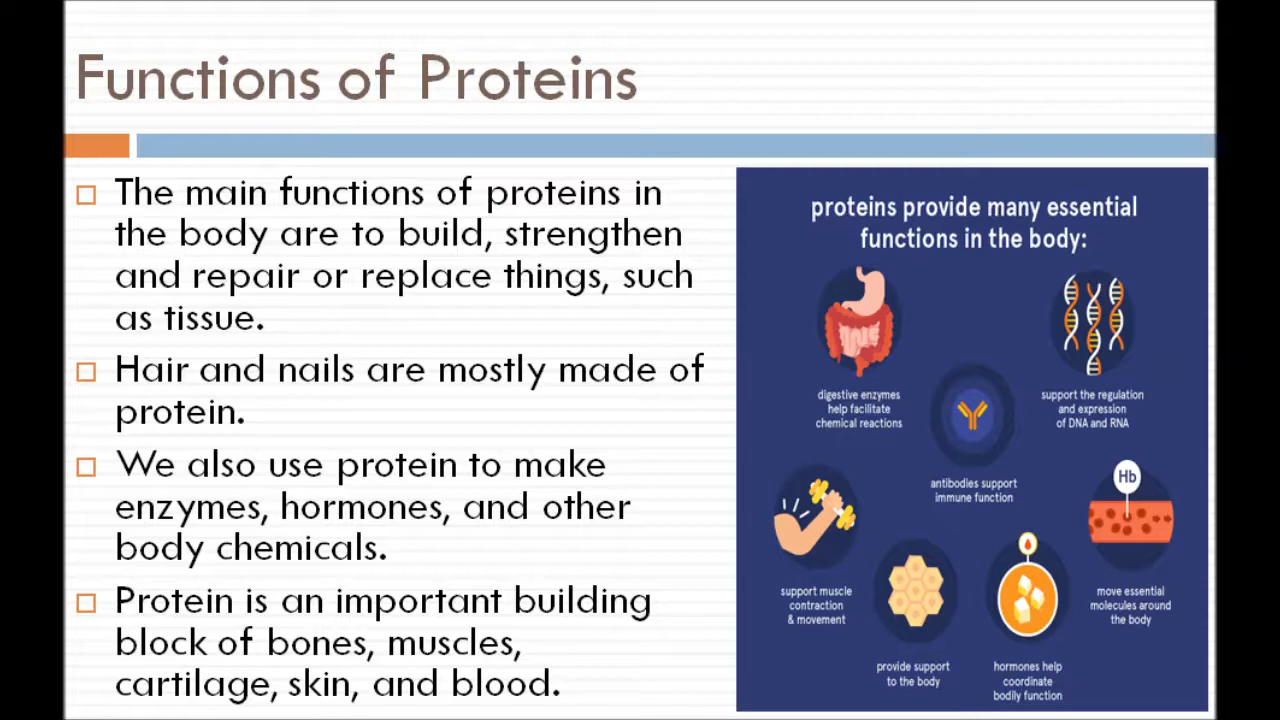 Functions of Proteins
The main functions of proteins in
the body are to build, strengthen
and repair or replace things, such
as tissue.
Hair and nails are mostly made of
protein.
We also use protein to make
enzymes, hormones, and other
body chemicals.
Protein is an important building
block of bones, muscles,
cartilage, skin, and blood.
proteins provide many essential
functions in the body:
digestive enzymes
help facilitate
chemical reactions
support the regulation
and expression
of DNA and RNA
antibodies support
immune function
Hb
support muscle
contraction
& movement
move essential
molecules around
the body
provide support
to the body
hormones help
coordinate
bodily function